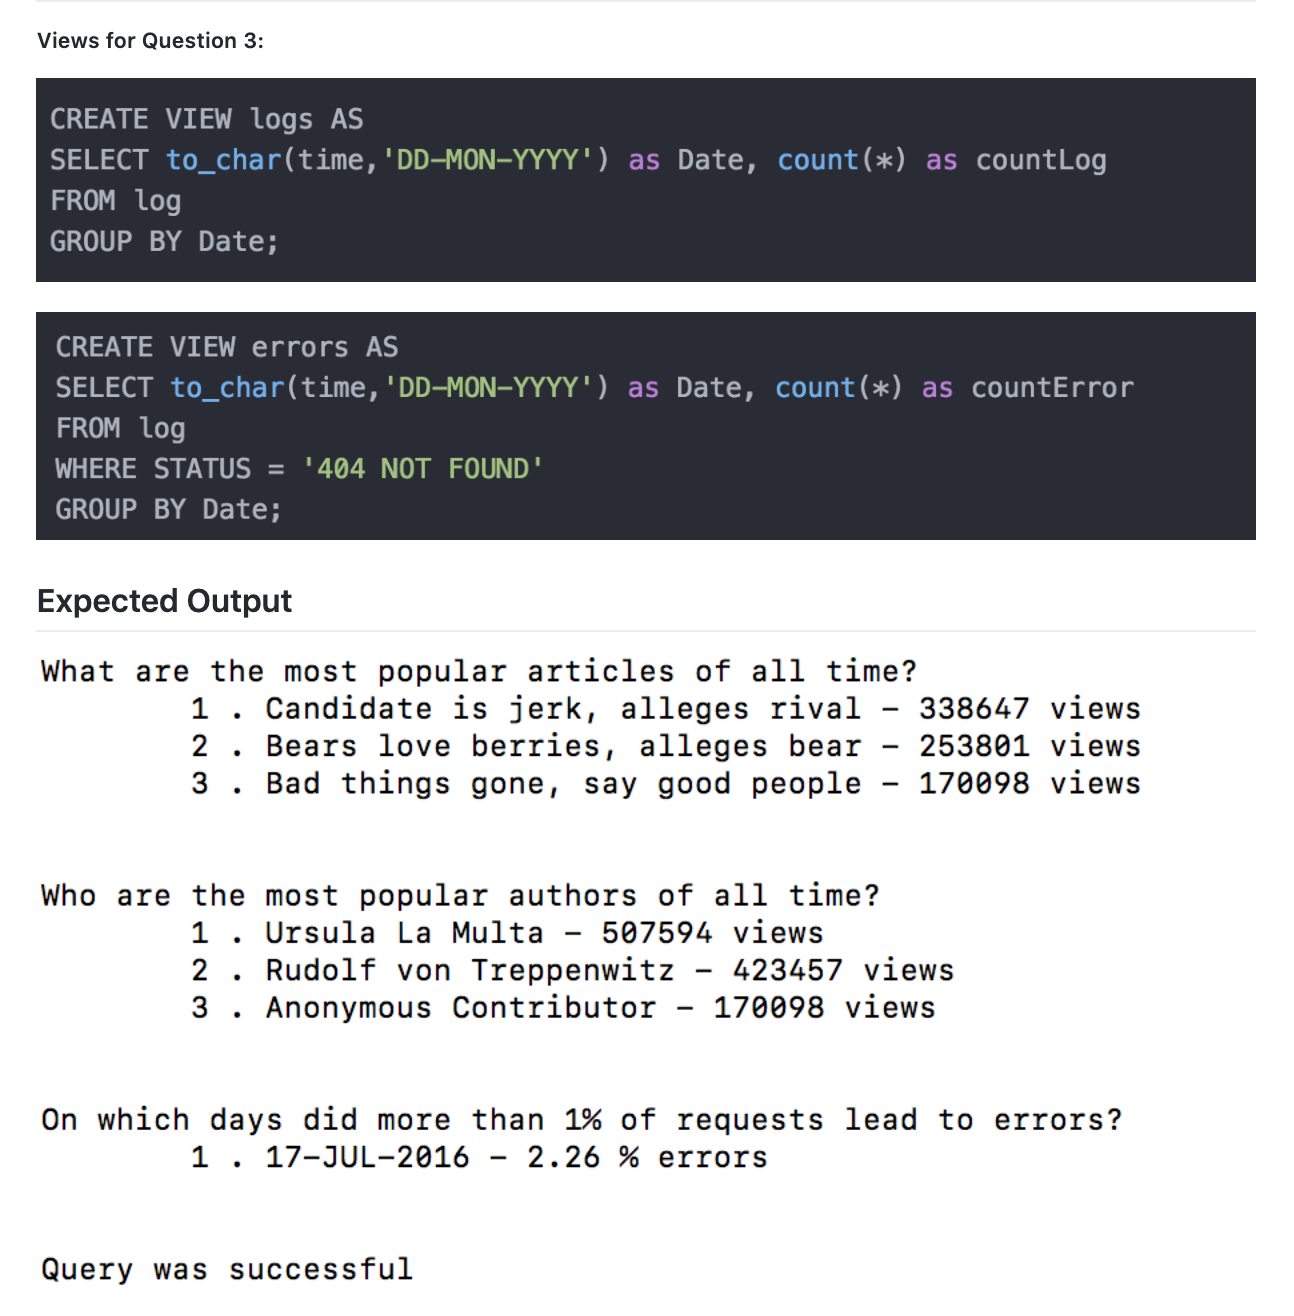 Views for Question 3:
CREATE VIEW logs AS
SELECT to_char(time,'DD-MON-YYYY') as Date, count(*) as countLog
FROM log
GROUP BY Date;
CREATE VIEW errors AS
SELECT to_char(time,'DD-MON-YYYY') as Date, count(*) as countError
FROM log
WHERE STATUS = '404 NOT FOUND'
GROUP BY Date;
Expected Output
What are the most popular articles of all time?
1 . Candidate is jerk, alleges rival — 338647 views
2 . Bears love berries, alleges bear — 253801 views
3 . Bad things gone, say good people — 170098 views
Who are the most popular authors of all time?
1 . Ursula La Multa — 507594 views
2 . Rudolf von Treppenwitz — 423457 views
3 . Anonymous Contributor — 170098 views
On which days did more than 1% of requests lead to errors?
1 . 17-JUL-2016 — 2.26 % errors
Query was successful